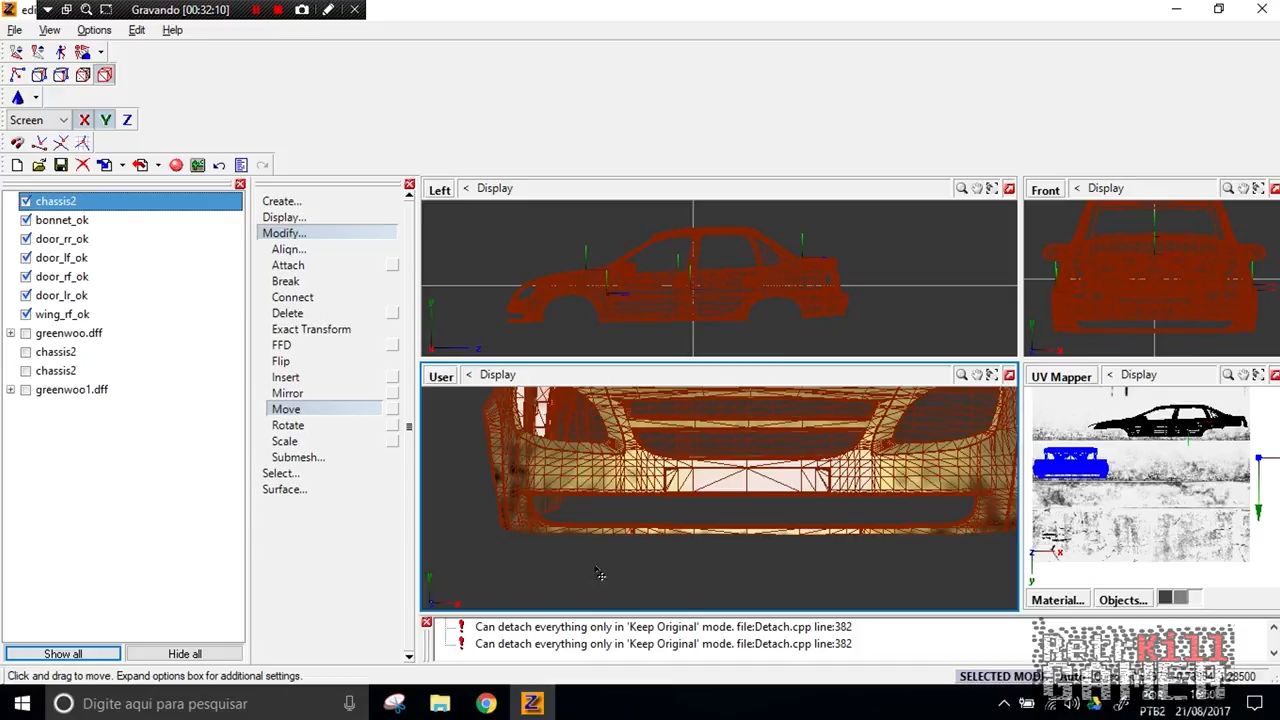 edi
Gravando [00:32:10]
File View Options Edit Help
Screen X Y Z
chassis2
bonnet_ok
door_rr_ok
door_lf_ok
door_rf_ok
door_lr_ok
wing_rf_ok
greenwoo.dff
chassis2
chassis2
greenwoo1.dff
Show all Hide all
Create...
Display...
Modify...
Align...
Attach
Break
Connect
Delete
Exact Transform
FFD
Flip
Insert
Mirror
Move
Rotate
Scale
Submesh...
Select...
Surface...
Left < Display
Front < Display
User < Display
UV Mapper < Display
Material... Objects...
Can detach everything only in 'Keep Original' mode. file:Detach.cpp line:382
Can detach everything only in 'Keep Original' mode. file:Detach.cpp line:382
Click and drag to move. Expand options box for additional settings.
SELECTED MOD Auto
RetrKill
GAMER
Digite aqui para pesquisar
PTB2 21/08/2017